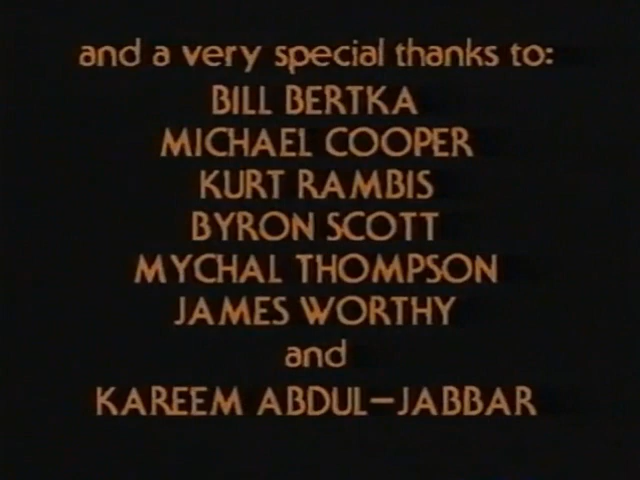 and a very special thanks to:
BILL BERTKA
MICHAEL COOPER
KURT RAMBIS
BYRON SCOTT
MYCHAL THOMPSON
JAMES WORTHY
and
KAREEM ABDUL-JABBAR